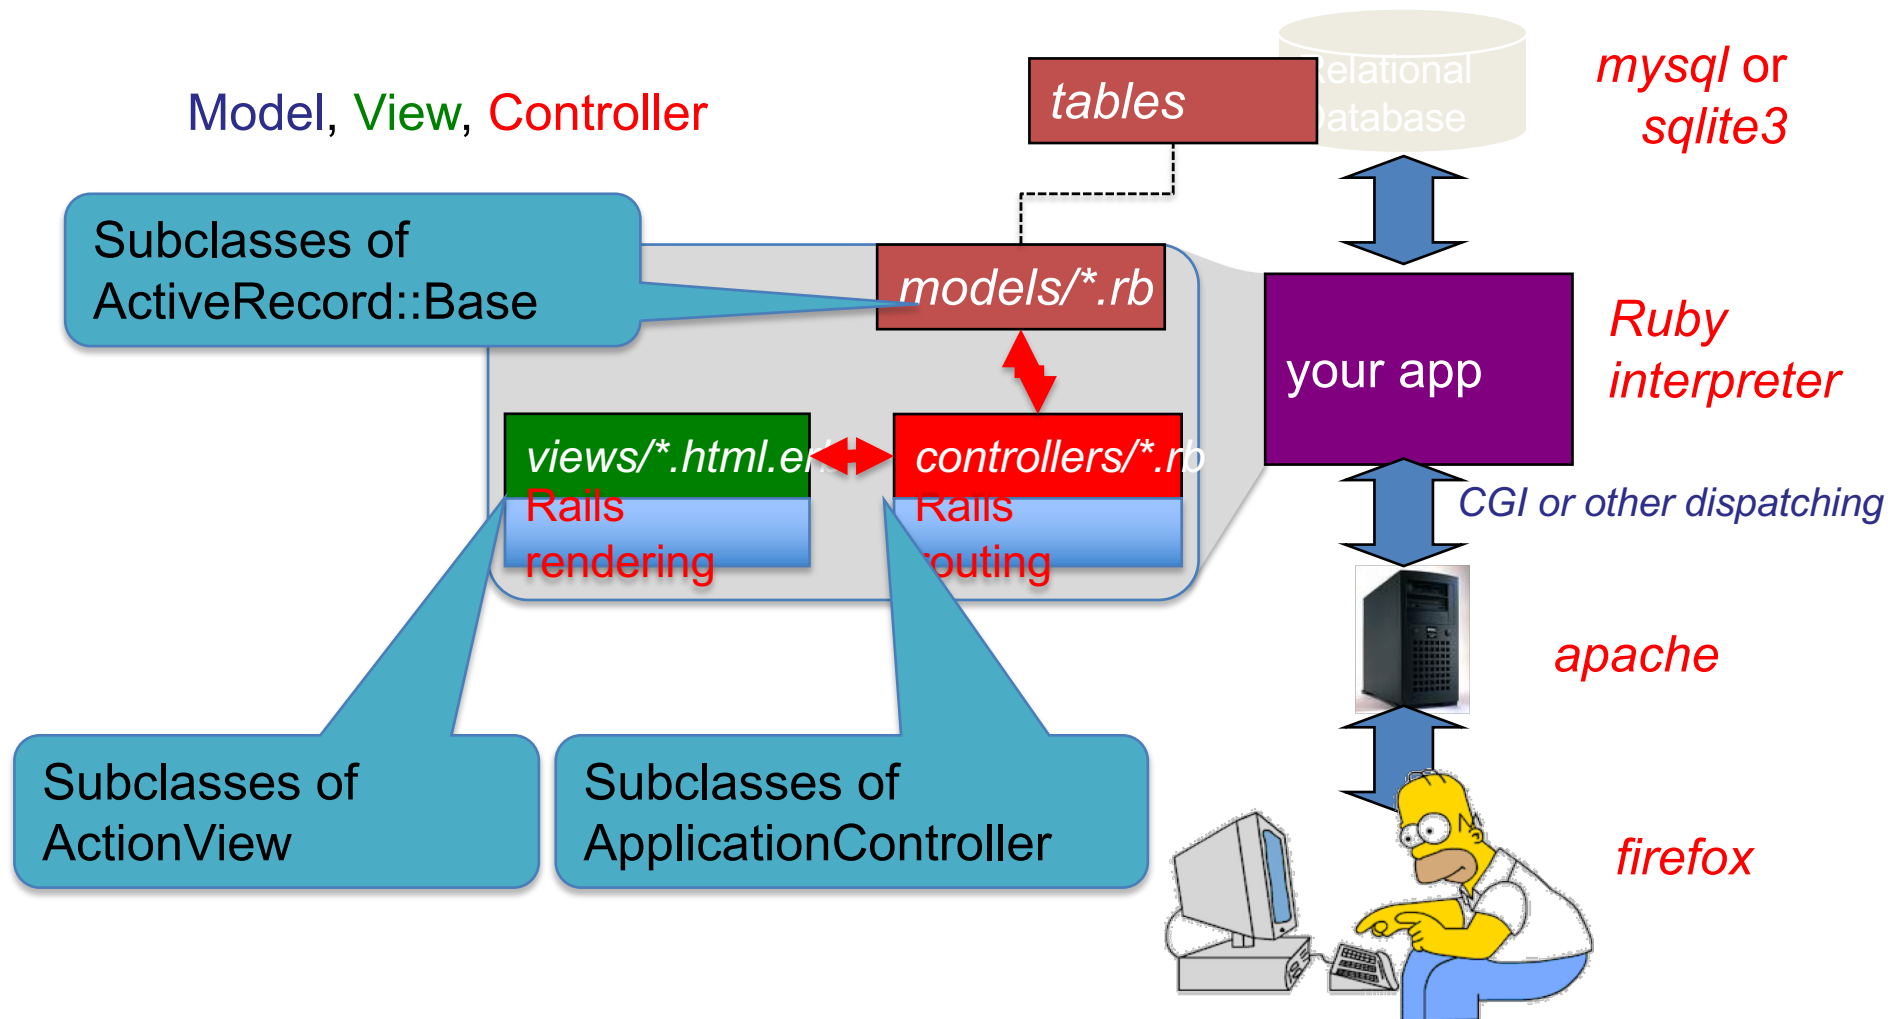 Model, View, Controller
tables
Relational
Database
mysql or
sqlite3
Subclasses of
ActiveRecord::Base
models/*.rb
your app
Ruby
interpreter
views/*.html.erb
controllers/*.rb
Rails
rendering
Rails
routing
CGI or other dispatching
apache
Subclasses of
ActionView
Subclasses of
ApplicationController
firefox